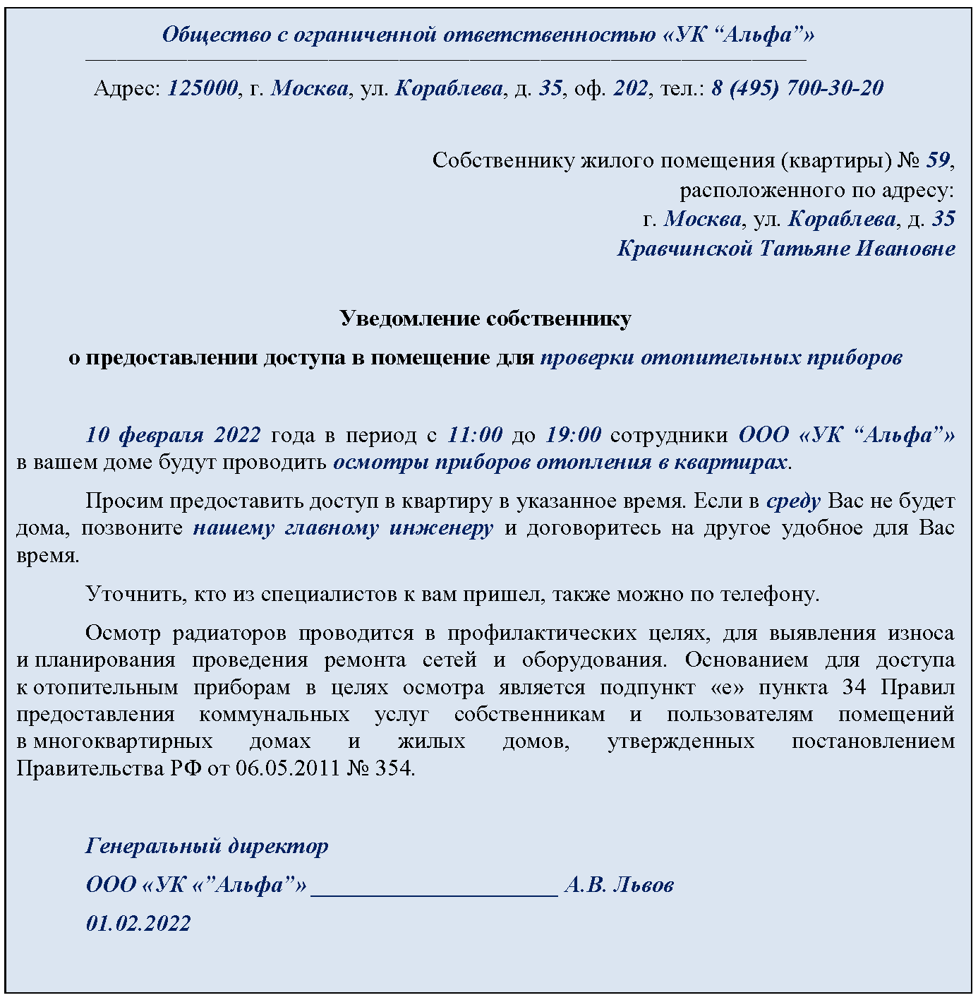 Общество с ограниченной ответственностью «УК “Альфа”»
Адрес: 125000, г. Москва, ул. Кораблева, д. 35, оф. 202, тел.: 8 (495) 700-30-20
Собственнику жилого помещения (квартиры) № 59,
расположенного по адресу:
г. Москва, ул. Кораблева, д. 35
Кравчинской Татьяне Ивановне
Уведомление собственнику
о предоставлении доступа в помещение для проверки отопительных приборов
10 февраля 2022 года в период с 11:00 до 19:00 сотрудники ООО «УК “Альфа”»
в вашем доме будут проводить осмотры приборов отопления в квартирах.
Просим предоставить доступ в квартиру в указанное время. Если в среду Вас не будет
дома, позвоните нашему главному инженеру и договоритесь на другое удобное для Вас
время.
Уточнить, кто из специалистов к вам пришел, также можно по телефону.
Осмотр радиаторов проводится в профилактических целях, для выявления износа
и планирования проведения ремонта сетей и оборудования. Основанием для доступа
к отопительным приборам в целях осмотра является подпункт «е» пункта 34 Правил
предоставления коммунальных услуг собственникам и пользователям помещений
в многоквартирных домах и жилых домов, утвержденных постановлением
Правительства РФ от 06.05.2011 № 354.
Генеральный директор
ООО «УК «”Альфа”» _____________________ А.В. Львов
01.02.2022